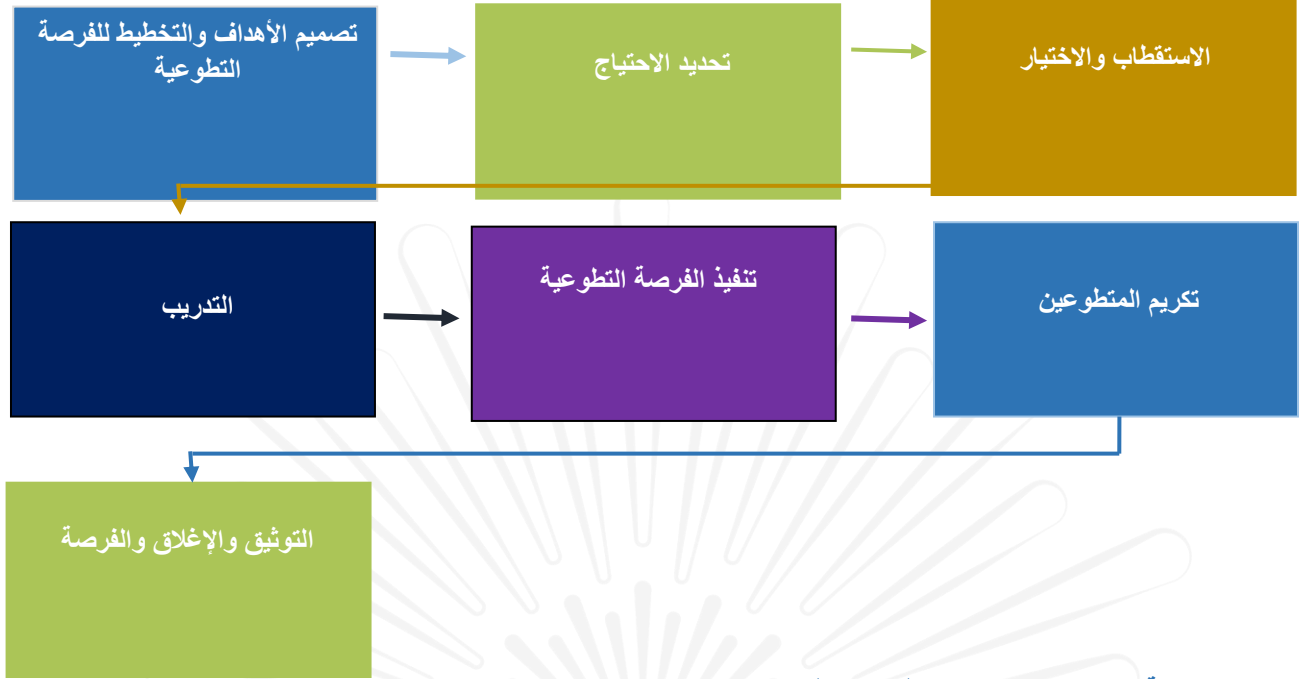 تصميم الأهداف والتخطيط للفرصة
التطوعية
تحديد الاحتياج
الاستقطاب والاختيار
التدريب
تنفيذ الفرصة التطوعية
تكريم المتطوعين
التوثيق والإغلاق والفرصة